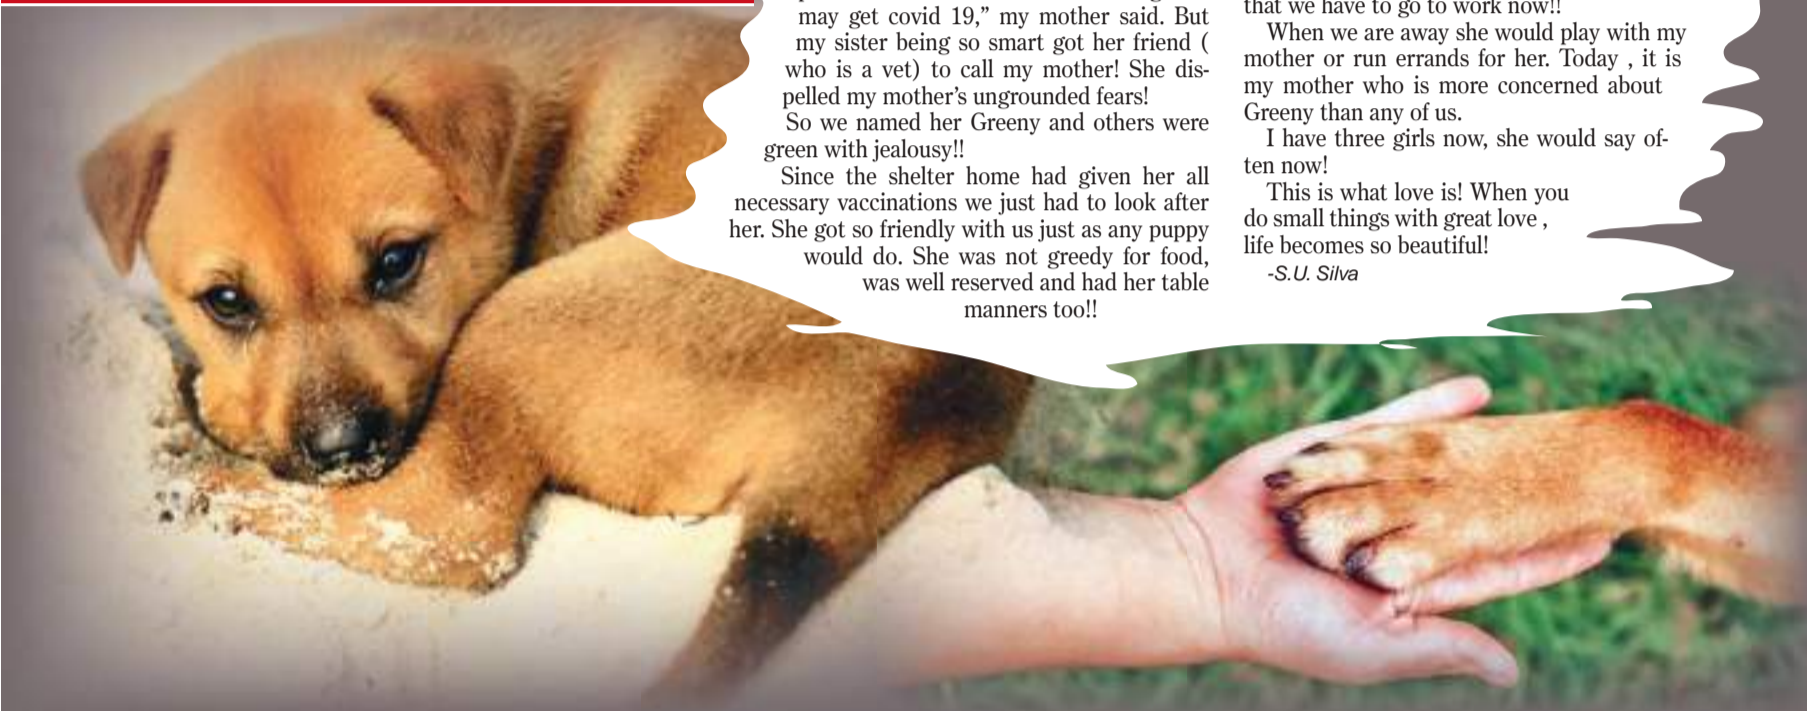 may get covid 19,” my mother said. But
my sister being so smart got her friend (
who is a vet) to call my mother! She dis-
pelled my mother’s ungrounded fears!
So we named her Greeny and others were
green with jealousy!!
Since the shelter home had given her all
necessary vaccinations we just had to look after
her. She got so friendly with us just as any puppy
would do. She was not greedy for food,
was well reserved and had her table
manners too!!
that we have to go to work now!!
When we are away she would play with my
mother or run errands for her. Today , it is
my mother who is more concerned about
Greeny than any of us.
I have three girls now, she would say of-
ten now!
This is what love is! When you
do small things with great love ,
life becomes so beautiful!
-S.U. Silva